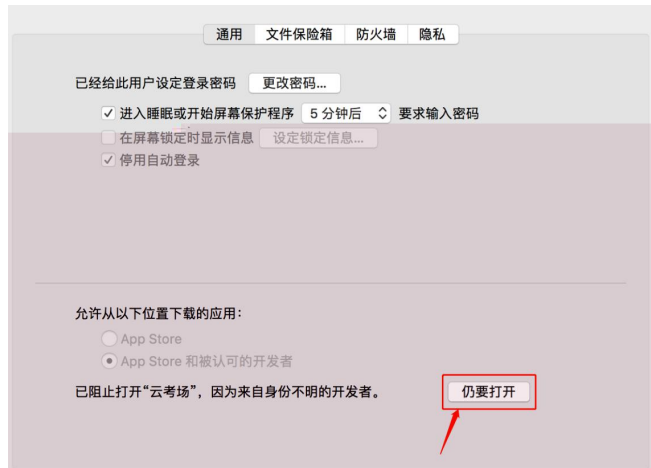 通用 文件保险箱 防火墙 隐私
已经给此用户设定登录密码 更改密码...
进入睡眠或开始屏幕保护程序 5 分钟后 要求输入密码
在屏幕锁定时显示信息 设定锁定信息...
停用自动登录
允许从以下位置下载的应用：
App Store
App Store 和被认可的开发者
已阻止打开“云考场”，因为来自身份不明的开发者。 仍要打开